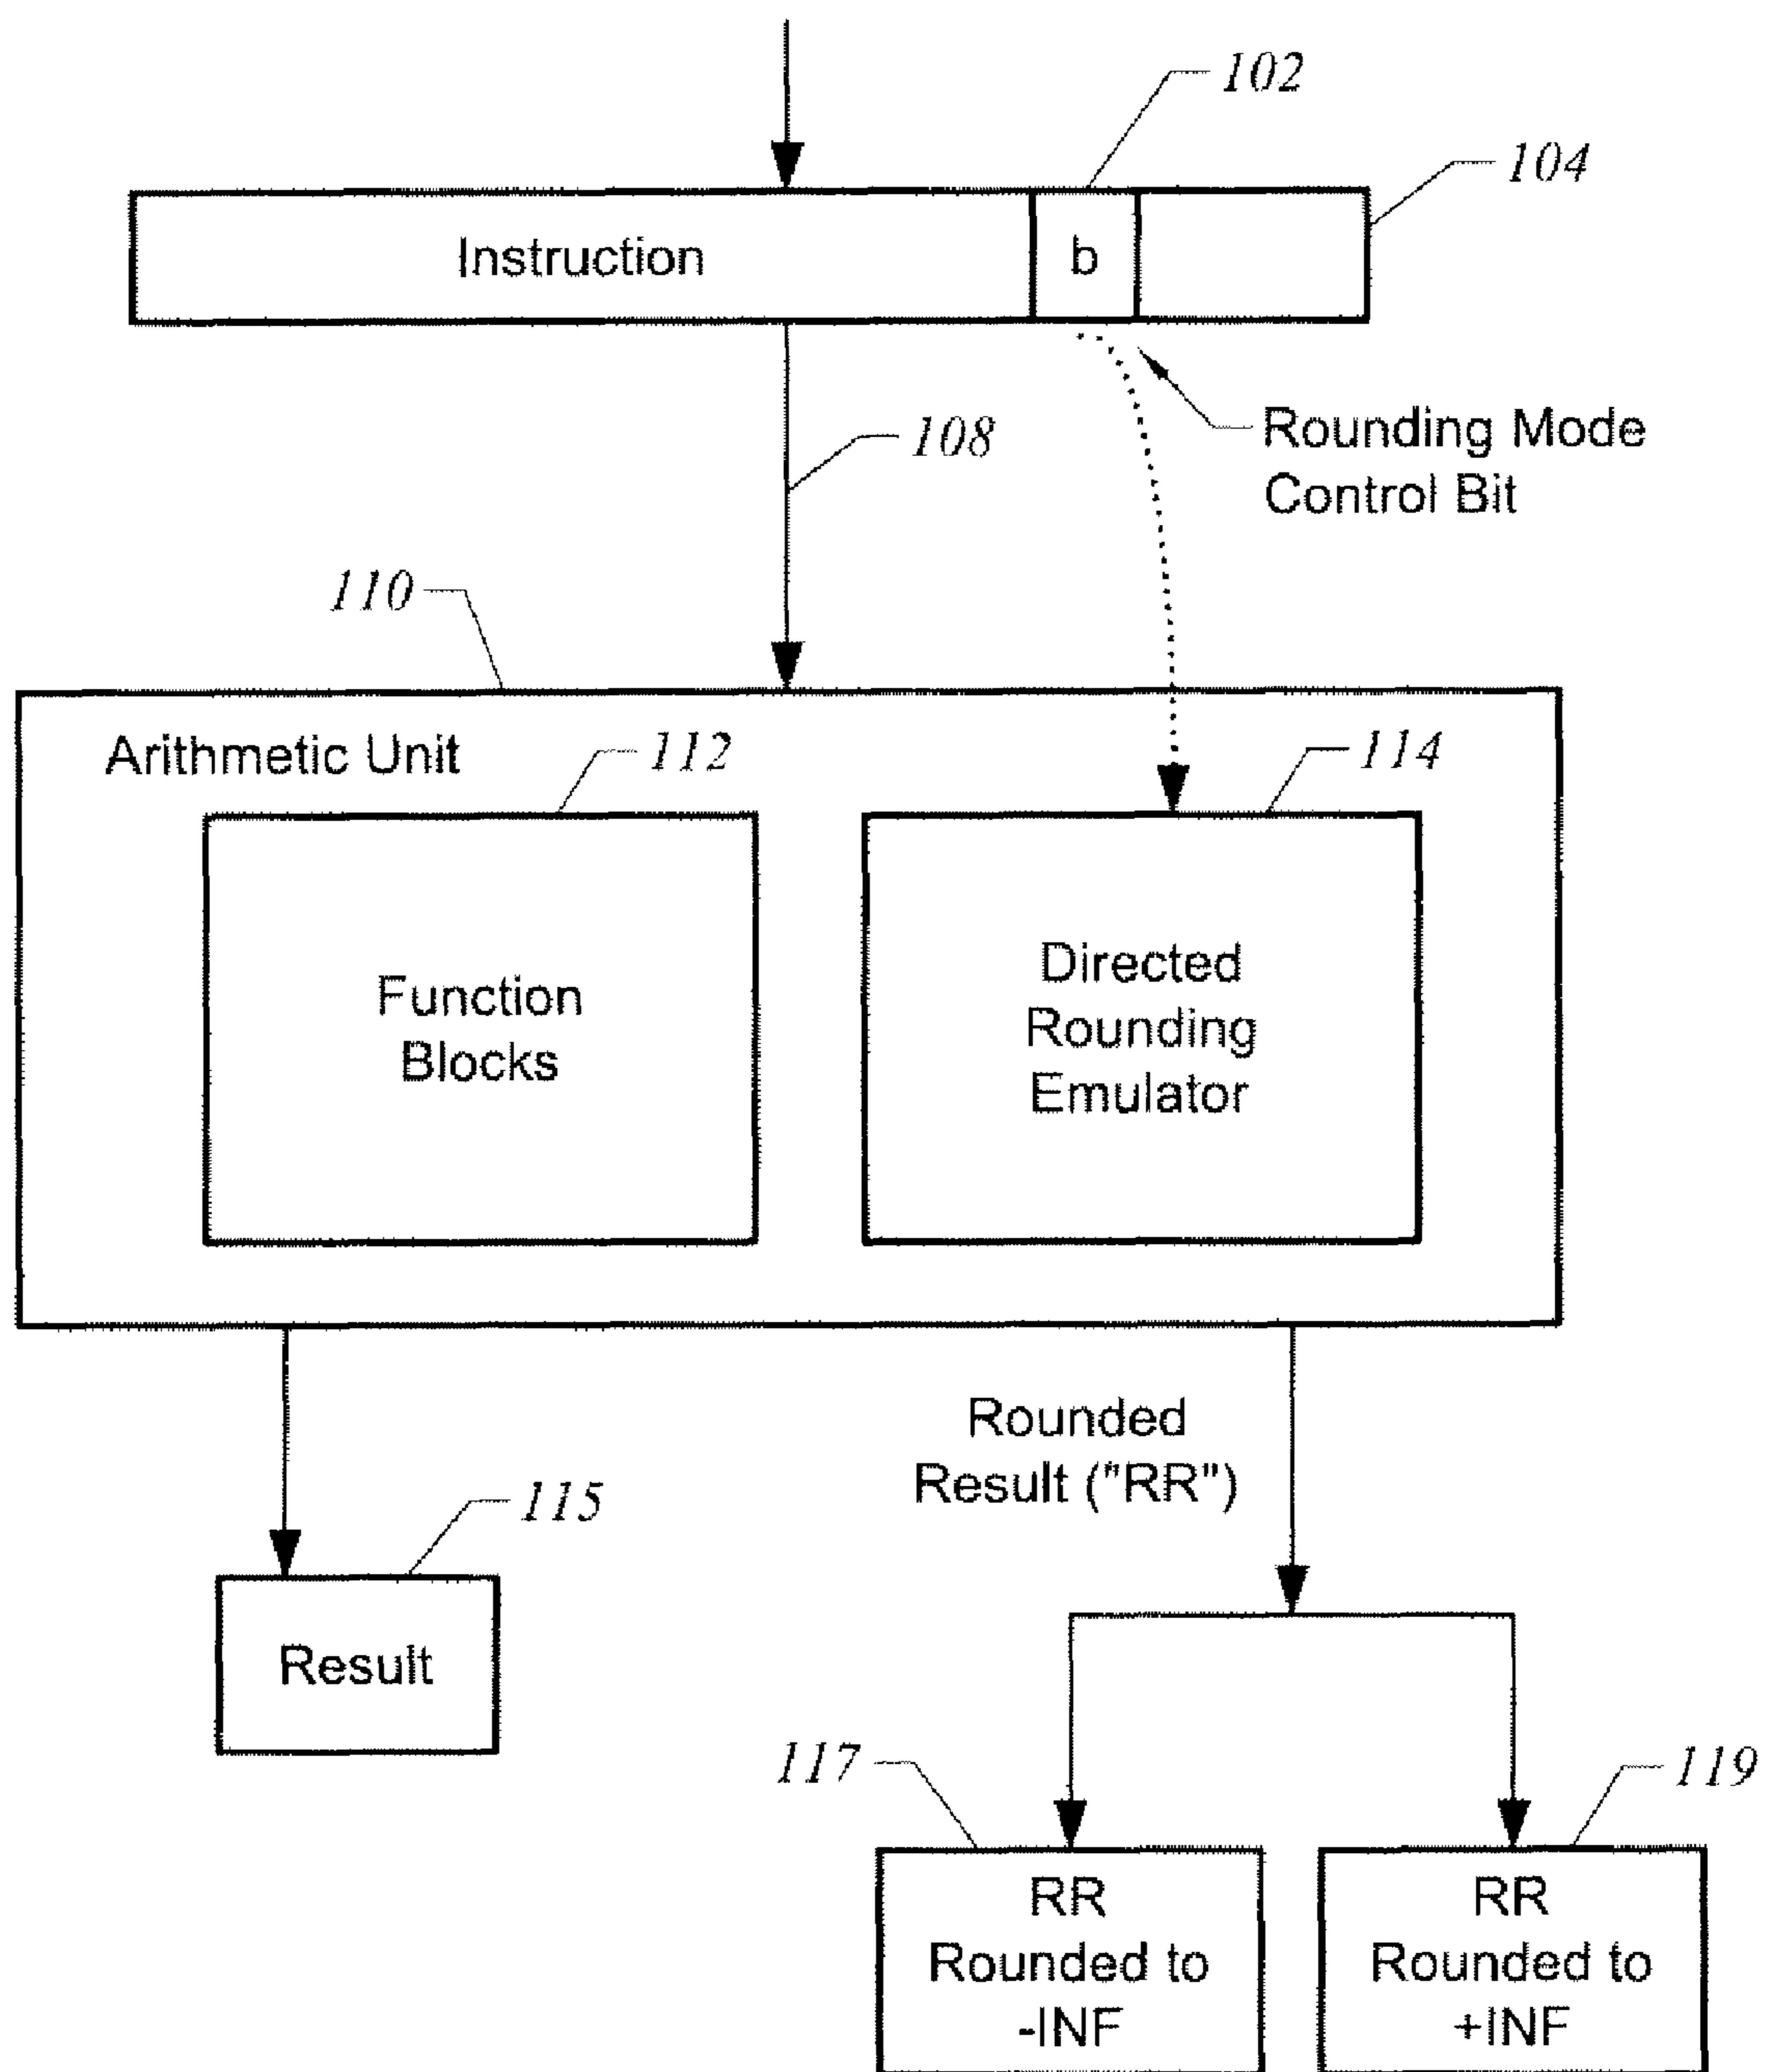 102
104
Instruction
b
108
Rounding Mode
Control Bit
110
Arithmetic Unit
112
114
Function
Blocks
Directed
Rounding
Emulator
Rounded
Result ("RR")
115
Result
117
119
RR
Rounded to
-INF
RR
Rounded to
+INF